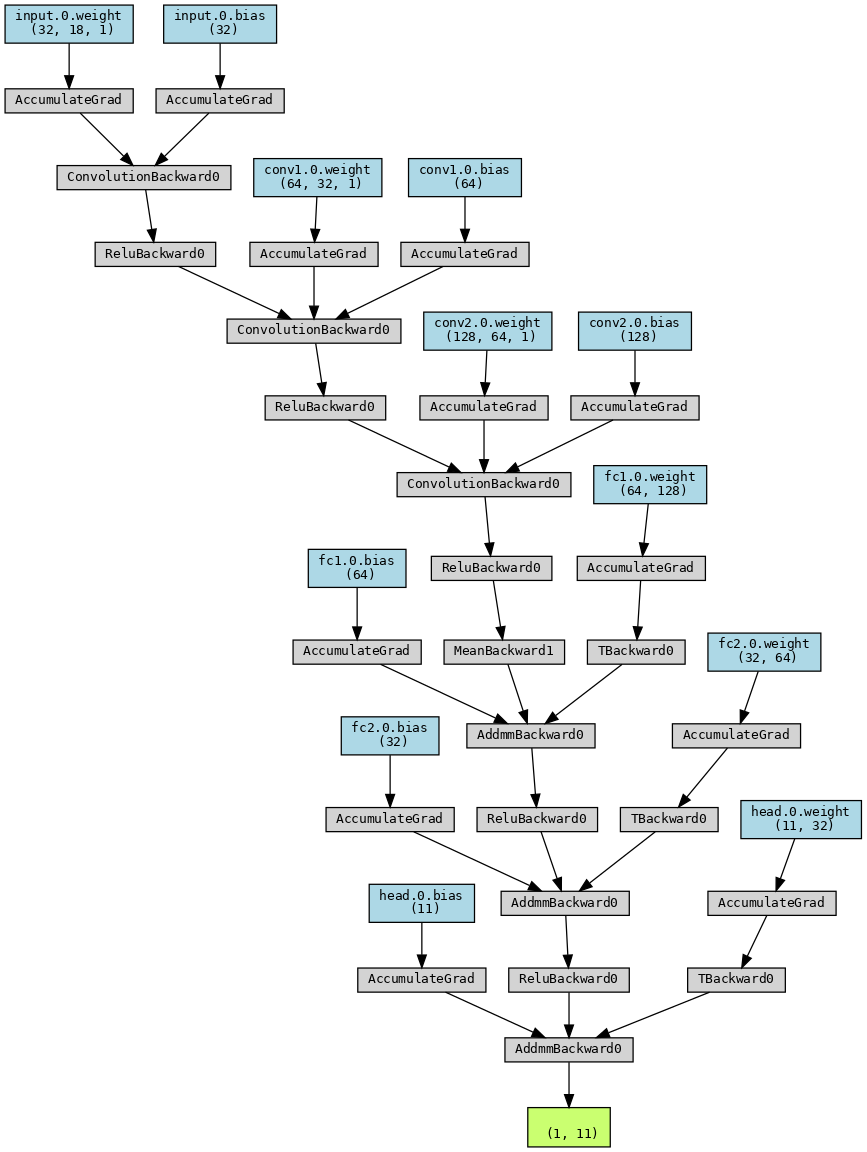 input.0.weight
(32, 18, 1)
input.0.bias
(32)
AccumulateGrad
AccumulateGrad
ConvolutionBackward0
conv1.0.weight
(64, 32, 1)
conv1.0.bias
(64)
ReluBackward0
AccumulateGrad
AccumulateGrad
ConvolutionBackward0
conv2.0.weight
(128, 64, 1)
conv2.0.bias
(128)
ReluBackward0
AccumulateGrad
AccumulateGrad
ConvolutionBackward0
fc1.0.weight
(64, 128)
fc1.0.bias
(64)
ReluBackward0
AccumulateGrad
AccumulateGrad
MeanBackward1
TBackward0
fc2.0.weight
(32, 64)
fc2.0.bias
(32)
AddmmBackward0
AccumulateGrad
AccumulateGrad
ReluBackward0
TBackward0
head.0.weight
(11, 32)
head.0.bias
(11)
AddmmBackward0
AccumulateGrad
AccumulateGrad
ReluBackward0
TBackward0
AddmmBackward0
(1, 11)